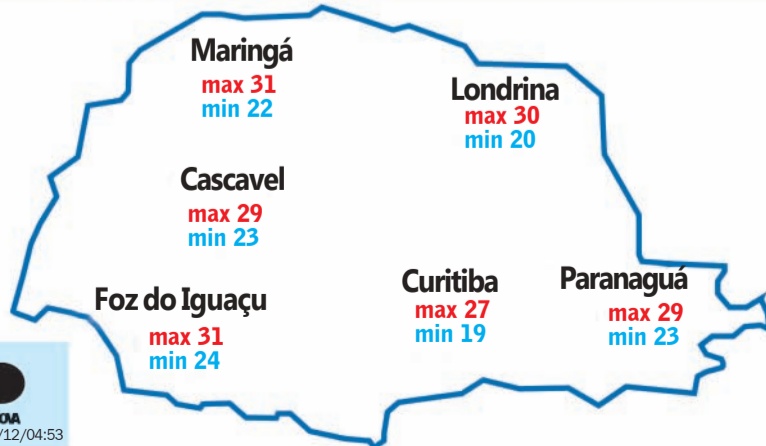 Maringá
max 31
min 22
Londrina
max 30
min 20
Cascavel
max 29
min 23
Foz do Iguaçu
max 31
min 24
Curitiba
max 27
min 19
Paranaguá
max 29
min 23
OVA
/12/04:53